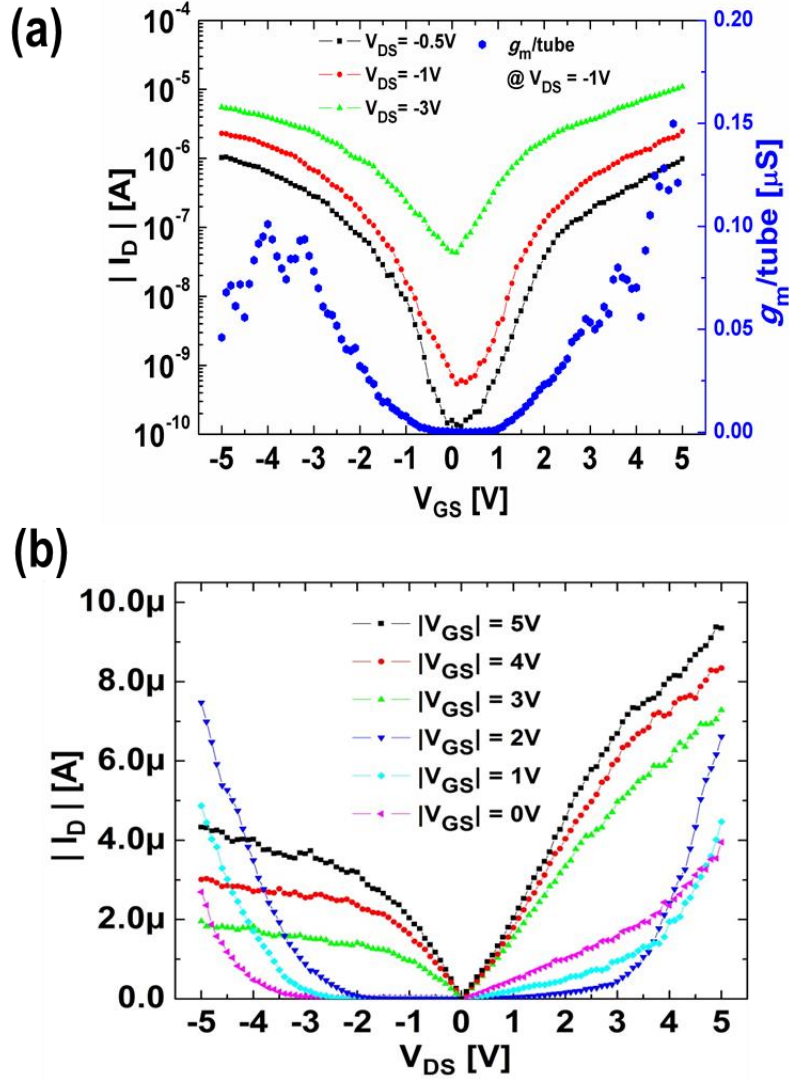 (a)
V_DS= -0.5V
V_DS= -1V
V_DS= -3V
g_m/tube
@ V_DS = -1V
10^-4
10^-5
10^-6
10^-7
10^-8
10^-9
10^-10
| I_D | [A]
0.20
0.15
0.10
0.05
0.00
g_m/tube [μS]
-5 -4 -3 -2 -1 0 1 2 3 4 5
V_GS [V]
(b)
10.0μ
8.0μ
6.0μ
4.0μ
2.0μ
0.0
| I_D | [A]
|V_GS| = 5V
|V_GS| = 4V
|V_GS| = 3V
|V_GS| = 2V
|V_GS| = 1V
|V_GS| = 0V
-5 -4 -3 -2 -1 0 1 2 3 4 5
V_DS [V]